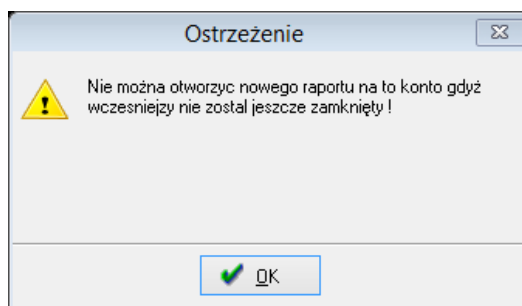 Ostrzeżenie
Nie można otworzyc nowego raportu na to konto gdyż
wczesniejzy nie zostal jeszcze zamknięty !
OK